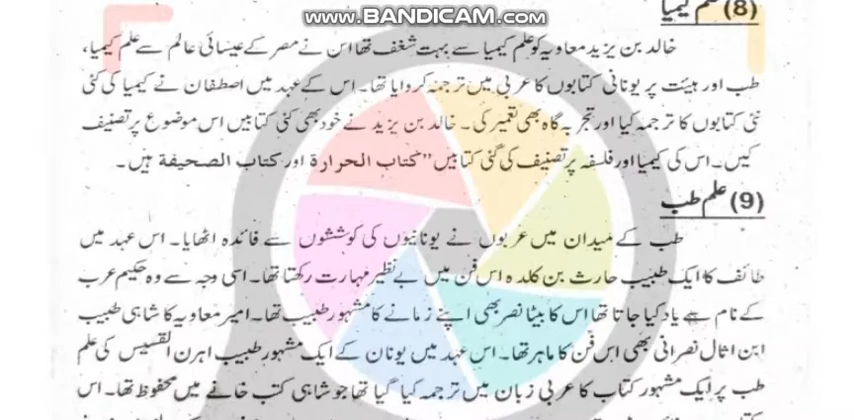 www.BANDICAM.com
(8) علم کیمیا
خالد بن یزید معاویہ کو علم کیمیا سے بہت شغف تھا اس نے مصر کے عیسائی عالم سے علم کیمیا،
طب اور ہیئت پر یونانی کتابوں کا عربی میں ترجمہ کروایا تھا۔ اس کے عہد میں اصطفان نے کیمیا کی کئی
نئی کتابوں کا ترجمہ کیا اور تجربہ گاہ بھی تعمیر کی۔ خالد بن یزید نے خود بھی کئی کتابیں اس موضوع پر تصنیف
کیں۔ اس کی کیمیا اور فلسفہ پر تصنیف کی گئی کتابیں "کتاب الحرارة اور کتاب الصحیفة ہیں۔
(9) علم طب
طب کے میدان میں عربوں نے یونانیوں کی کوششوں سے فائدہ اٹھایا۔ اس عہد میں
طائف کا ایک طبیب حارث بن کلدہ اس فن میں بے نظیر مہارت رکھتا تھا۔ اسی وجہ سے وہ حکیم عرب
کے نام سے یاد کیا جاتا تھا اس کا بیٹا نصر بھی اپنے زمانے کا مشہور طبیب تھا۔ امیر معاویہ کا شاہی طبیب
ابن اثال نصرانی بھی اس فن کا ماہر تھا۔ اس عہد میں یونان کے ایک مشہور طبیب اہرن القسیس کی علم
طب پر ایک مشہور کتاب کا عربی زبان میں ترجمہ کیا گیا تھا جو شاہی کتب خانے میں محفوظ تھا۔ اس